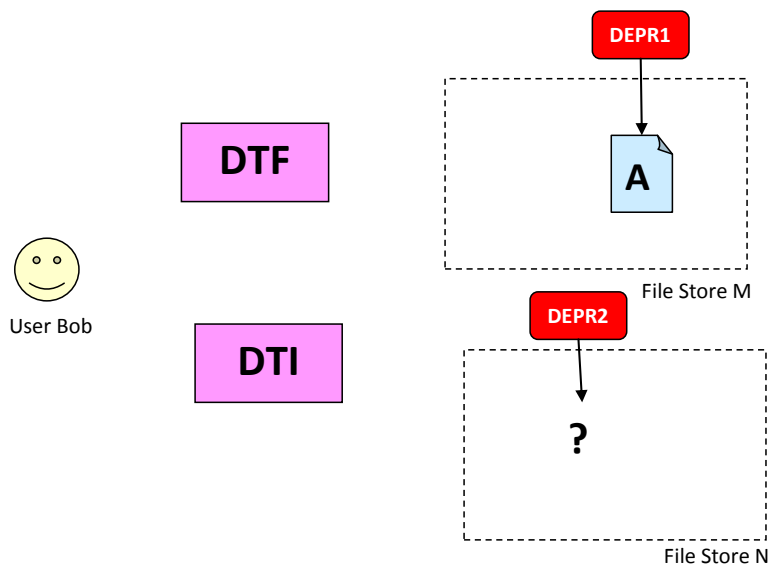 DEPR1
DTF
A
User Bob
File Store M
DEPR2
DTI
?
File Store N